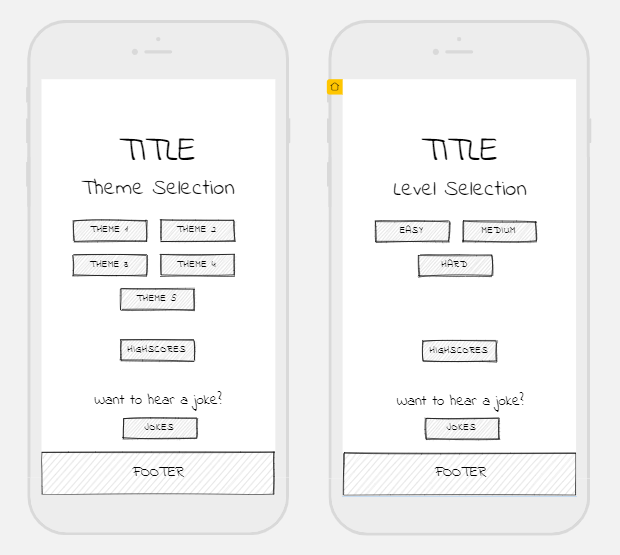 TITLE
Theme Selection
THEME 1
THEME 2
THEME 3
THEME 4
THEME 5
HIGHSCORES
want to hear a joke?
JOKES
FOOTER
TITLE
Level Selection
EASY
MEDIUM
HARD
HIGHSCORES
want to hear a joke?
JOKES
FOOTER